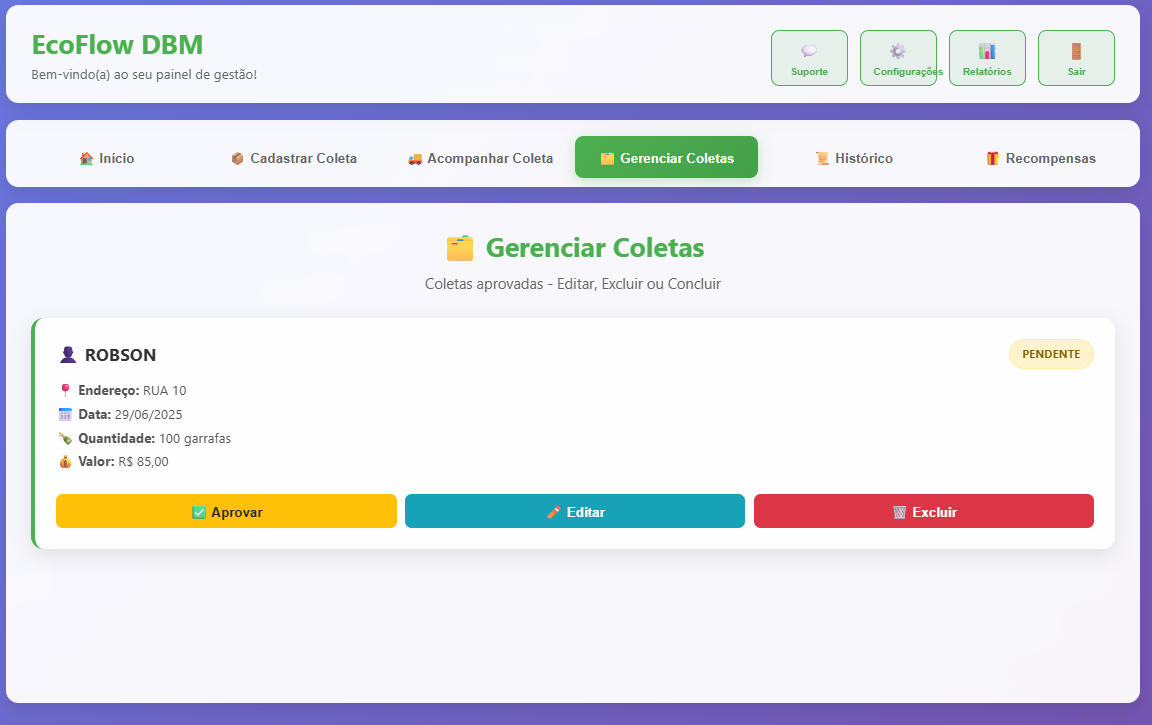 EcoFlow DBM
Bem-vindo(a) ao seu painel de gestão!
Suporte
Configurações
Relatórios
Sair
Início
Cadastrar Coleta
Acompanhar Coleta
Gerenciar Coletas
Histórico
Recompensas
Gerenciar Coletas
Coletas aprovadas - Editar, Excluir ou Concluir
ROBSON
PENDENTE
Endereço: RUA 10
Data: 29/06/2025
Quantidade: 100 garrafas
Valor: R$ 85,00
Aprovar
Editar
Excluir